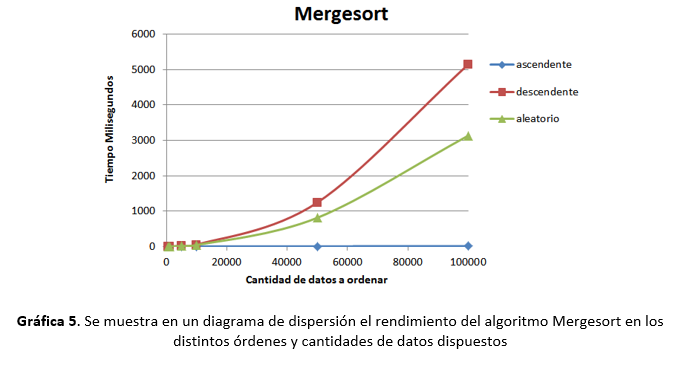 Mergesort
6000
5000
4000
3000
2000
1000
0
Tiempo Milisegundos
0 20000 40000 60000 80000 100000
Cantidad de datos a ordenar
ascendente
descendente
aleatorio
Gráfica 5. Se muestra en un diagrama de dispersión el rendimiento del algoritmo Mergesort en los
distintos órdenes y cantidades de datos dispuestos